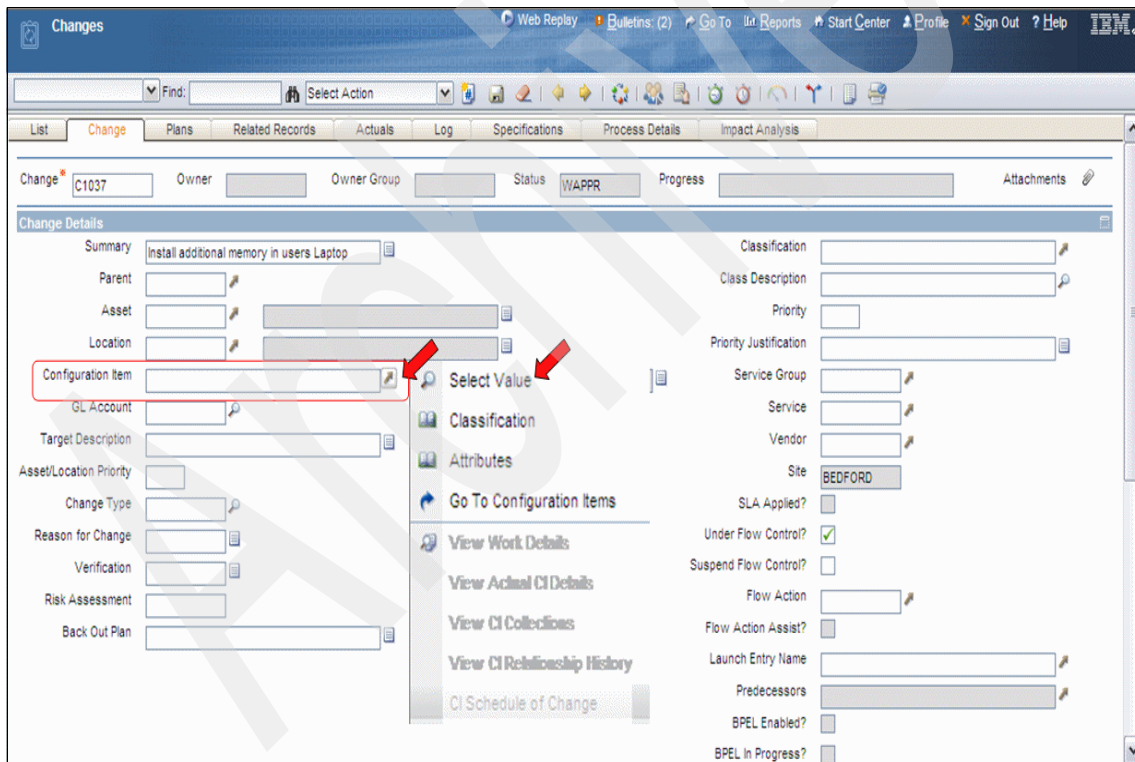 Changes
Web Replay Bulletins: (2) Go To Reports Start Center Profile Sign Out ? Help IBM.
Find: Select Action
List Change Plans Related Records Actuals Log Specifications Process Details Impact Analysis
Change* C1037 Owner Owner Group Status WAPPR Progress Attachments
Change Details
Summary Install additional memory in users Laptop Classification
Parent Class Description
Asset Priority
Location Priority Justification
Configuration Item Select Value Service Group
GL Account Classification Service
Target Description Attributes Vendor
Asset/Location Priority Site BEDFORD
Change Type Go To Configuration Items SLA Applied?
Reason for Change View Work Details Under Flow Control?
Verification View Actual CI Details Suspend Flow Control?
Risk Assessment Flow Action
Back Out Plan View CI Collections Flow Action Assist?
View CI Relationship History Launch Entry Name
CI Schedule of Change Predecessors
BPEL Enabled?
BPEL In Progress?